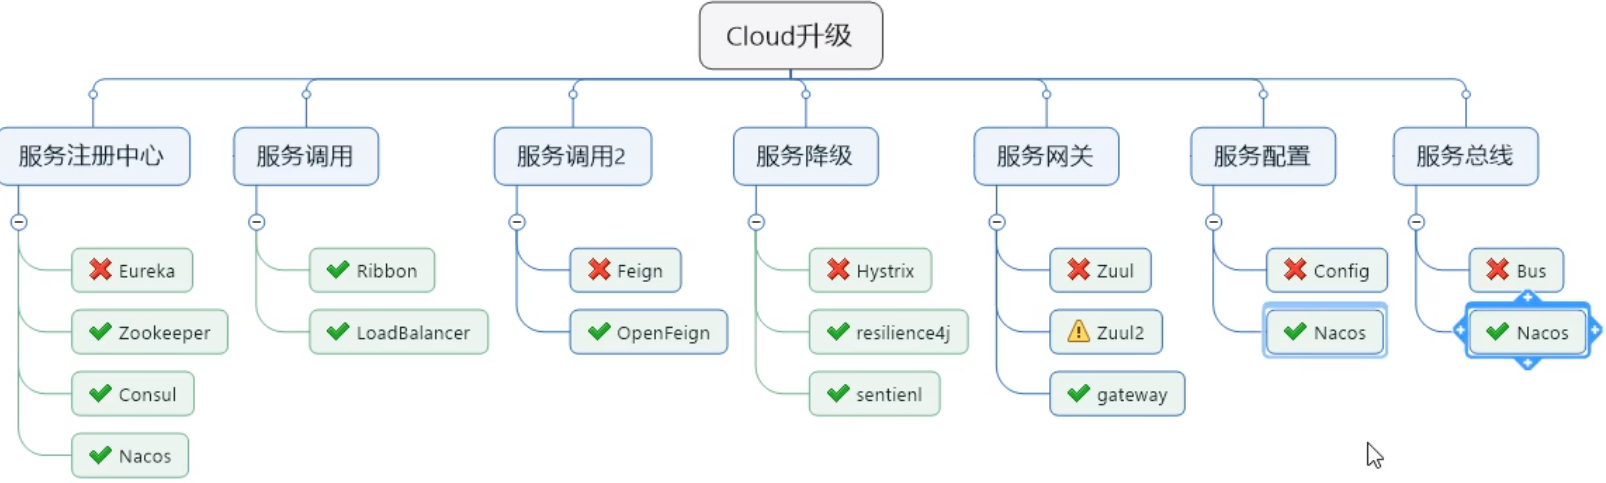 Cloud升级
服务注册中心
服务调用
服务调用2
服务降级
服务网关
服务配置
服务总线
Eureka
Zookeeper
Consul
Nacos
Ribbon
LoadBalancer
Feign
OpenFeign
Hystrix
resilience4j
sentienl
Zuul
Zuul2
gateway
Config
Nacos
Bus
Nacos